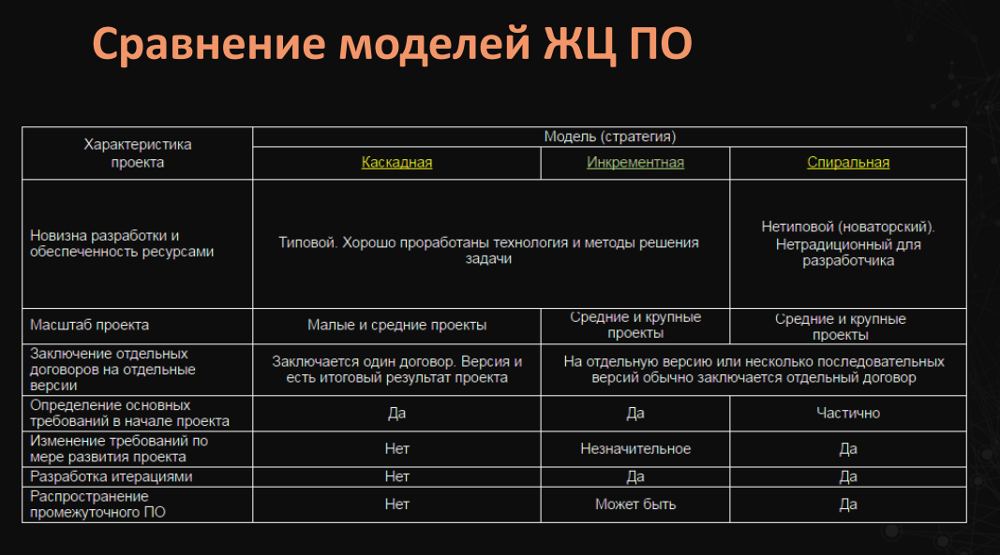 Сравнение моделей ЖЦ ПО
Характеристика
проекта
Модель (стратегия)
Каскадная
Инкрементная
Спиральная
Новизна разработки и
обеспеченность ресурсами
Типовой. Хорошо проработаны технология и методы решения
задачи
Нетиповой (новаторский).
Нетрадиционный для
разработчика
Масштаб проекта
Малые и средние проекты
Средние и крупные
проекты
Средние и крупные
проекты
Заключение отдельных
договоров на отдельные
версии
Заключается один договор. Версия и
есть итоговый результат проекта
На отдельную версию или несколько последовательных
версий обычно заключается отдельный договор
Определение основных
требований в начале проекта
Да
Да
Частично
Изменение требований по
мере развития проекта
Нет
Незначительное
Да
Разработка итерациями
Нет
Да
Да
Распространение
промежуточного ПО
Нет
Может быть
Да